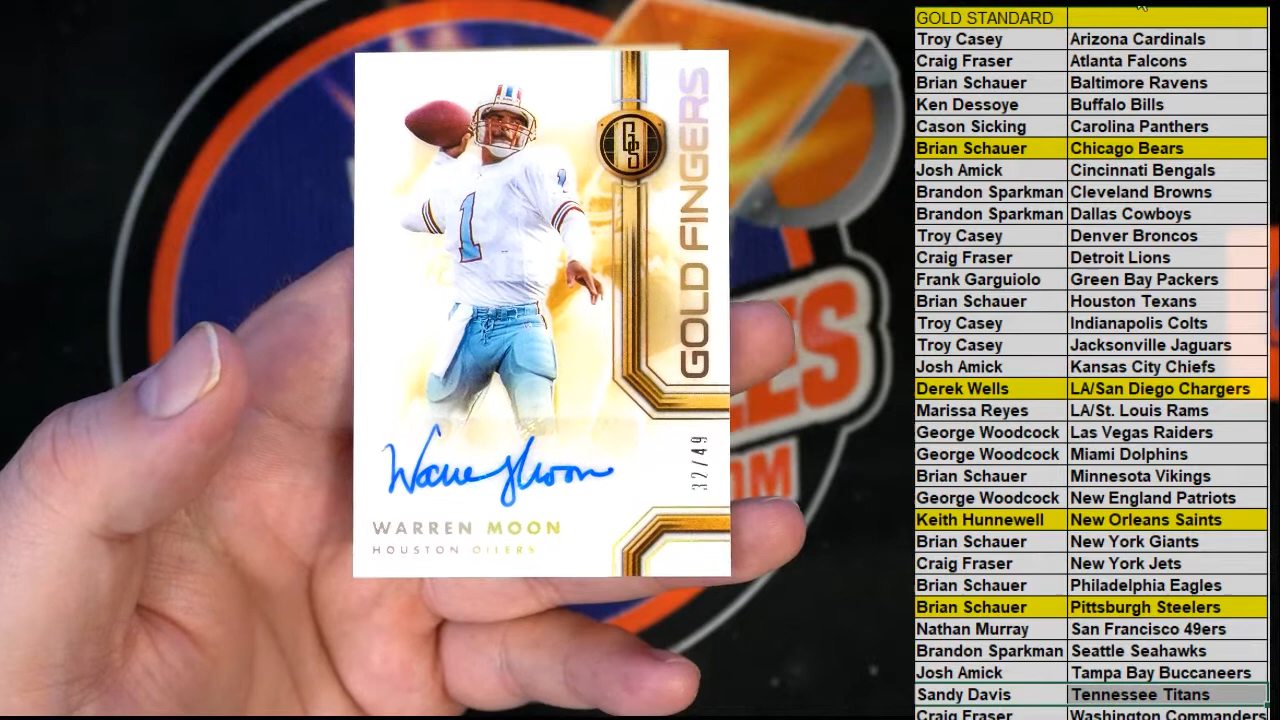 GOLD FINGERS
GS
1
1
32/49
Warren Moon
WARREN MOON
HOUSTON OILERS
LES
OM
GOLD STANDARD
Troy Casey Arizona Cardinals
Craig Fraser Atlanta Falcons
Brian Schauer Baltimore Ravens
Ken Dessoye Buffalo Bills
Cason Sicking Carolina Panthers
Brian Schauer Chicago Bears
Josh Amick Cincinnati Bengals
Brandon Sparkman Cleveland Browns
Brandon Sparkman Dallas Cowboys
Troy Casey Denver Broncos
Craig Fraser Detroit Lions
Frank Garguiolo Green Bay Packers
Brian Schauer Houston Texans
Troy Casey Indianapolis Colts
Troy Casey Jacksonville Jaguars
Josh Amick Kansas City Chiefs
Derek Wells LA/San Diego Chargers
Marissa Reyes LA/St. Louis Rams
George Woodcock Las Vegas Raiders
George Woodcock Miami Dolphins
Brian Schauer Minnesota Vikings
George Woodcock New England Patriots
Keith Hunnewell New Orleans Saints
Brian Schauer New York Giants
Craig Fraser New York Jets
Brian Schauer Philadelphia Eagles
Brian Schauer Pittsburgh Steelers
Nathan Murray San Francisco 49ers
Brandon Sparkman Seattle Seahawks
Josh Amick Tampa Bay Buccaneers
Sandy Davis Tennessee Titans
Craig Fraser Washington Commanders